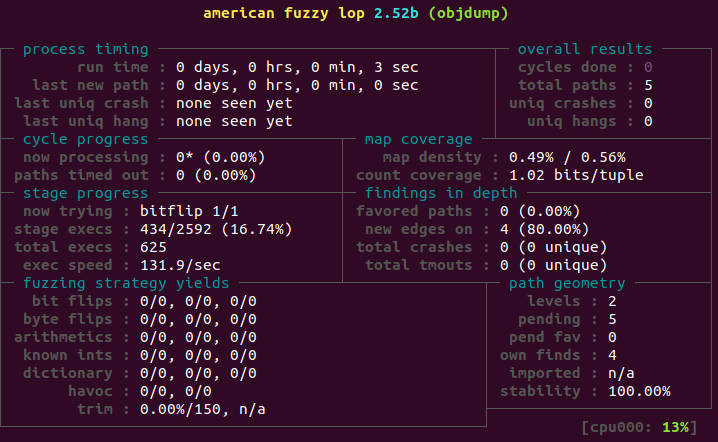 american fuzzy lop 2.52b (objdump)
process timing overall results
run time : 0 days, 0 hrs, 0 min, 3 sec cycles done : 0
last new path : 0 days, 0 hrs, 0 min, 0 sec total paths : 5
last uniq crash : none seen yet uniq crashes : 0
last uniq hang : none seen yet uniq hangs : 0
cycle progress map coverage
now processing : 0* (0.00%) map density : 0.49% / 0.56%
paths timed out : 0 (0.00%) count coverage : 1.02 bits/tuple
stage progress findings in depth
now trying : bitflip 1/1 favored paths : 0 (0.00%)
stage execs : 434/2592 (16.74%) new edges on : 4 (80.00%)
total execs : 625 total crashes : 0 (0 unique)
exec speed : 131.9/sec total tmouts : 0 (0 unique)
fuzzing strategy yields path geometry
bit flips : 0/0, 0/0, 0/0 levels : 2
byte flips : 0/0, 0/0, 0/0 pending : 5
arithmetics : 0/0, 0/0, 0/0 pend fav : 0
known ints : 0/0, 0/0, 0/0 own finds : 4
dictionary : 0/0, 0/0, 0/0 imported : n/a
havoc : 0/0, 0/0 stability : 100.00%
trim : 0.00%/150, n/a
[cpu000: 13%]